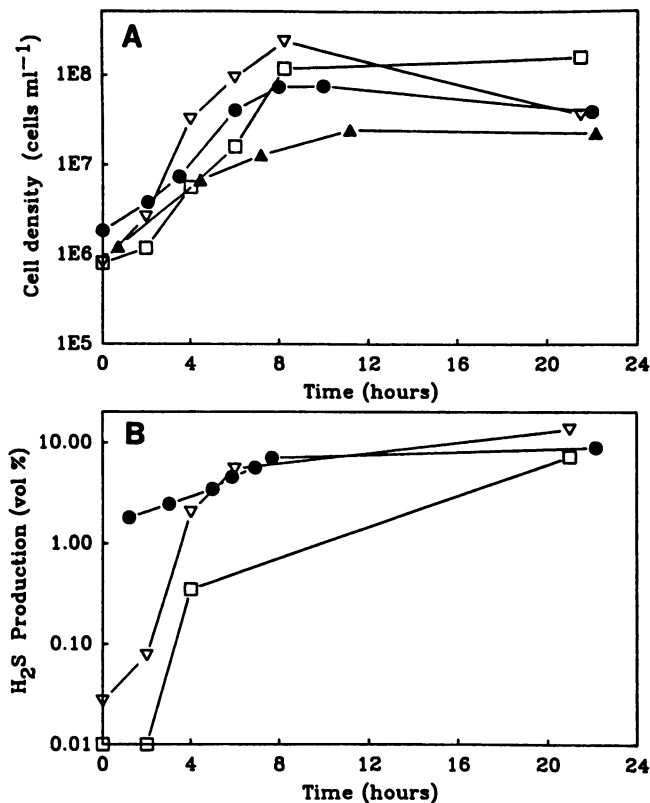 A
Cell density (cells ml⁻¹)
1E8
1E7
1E6
1E5
0 4 8 12 16 20 24
Time (hours)
B
H₂S Production (vol %)
10.00
1.00
0.10
0.01
0 4 8 12 16 20 24
Time (hours)